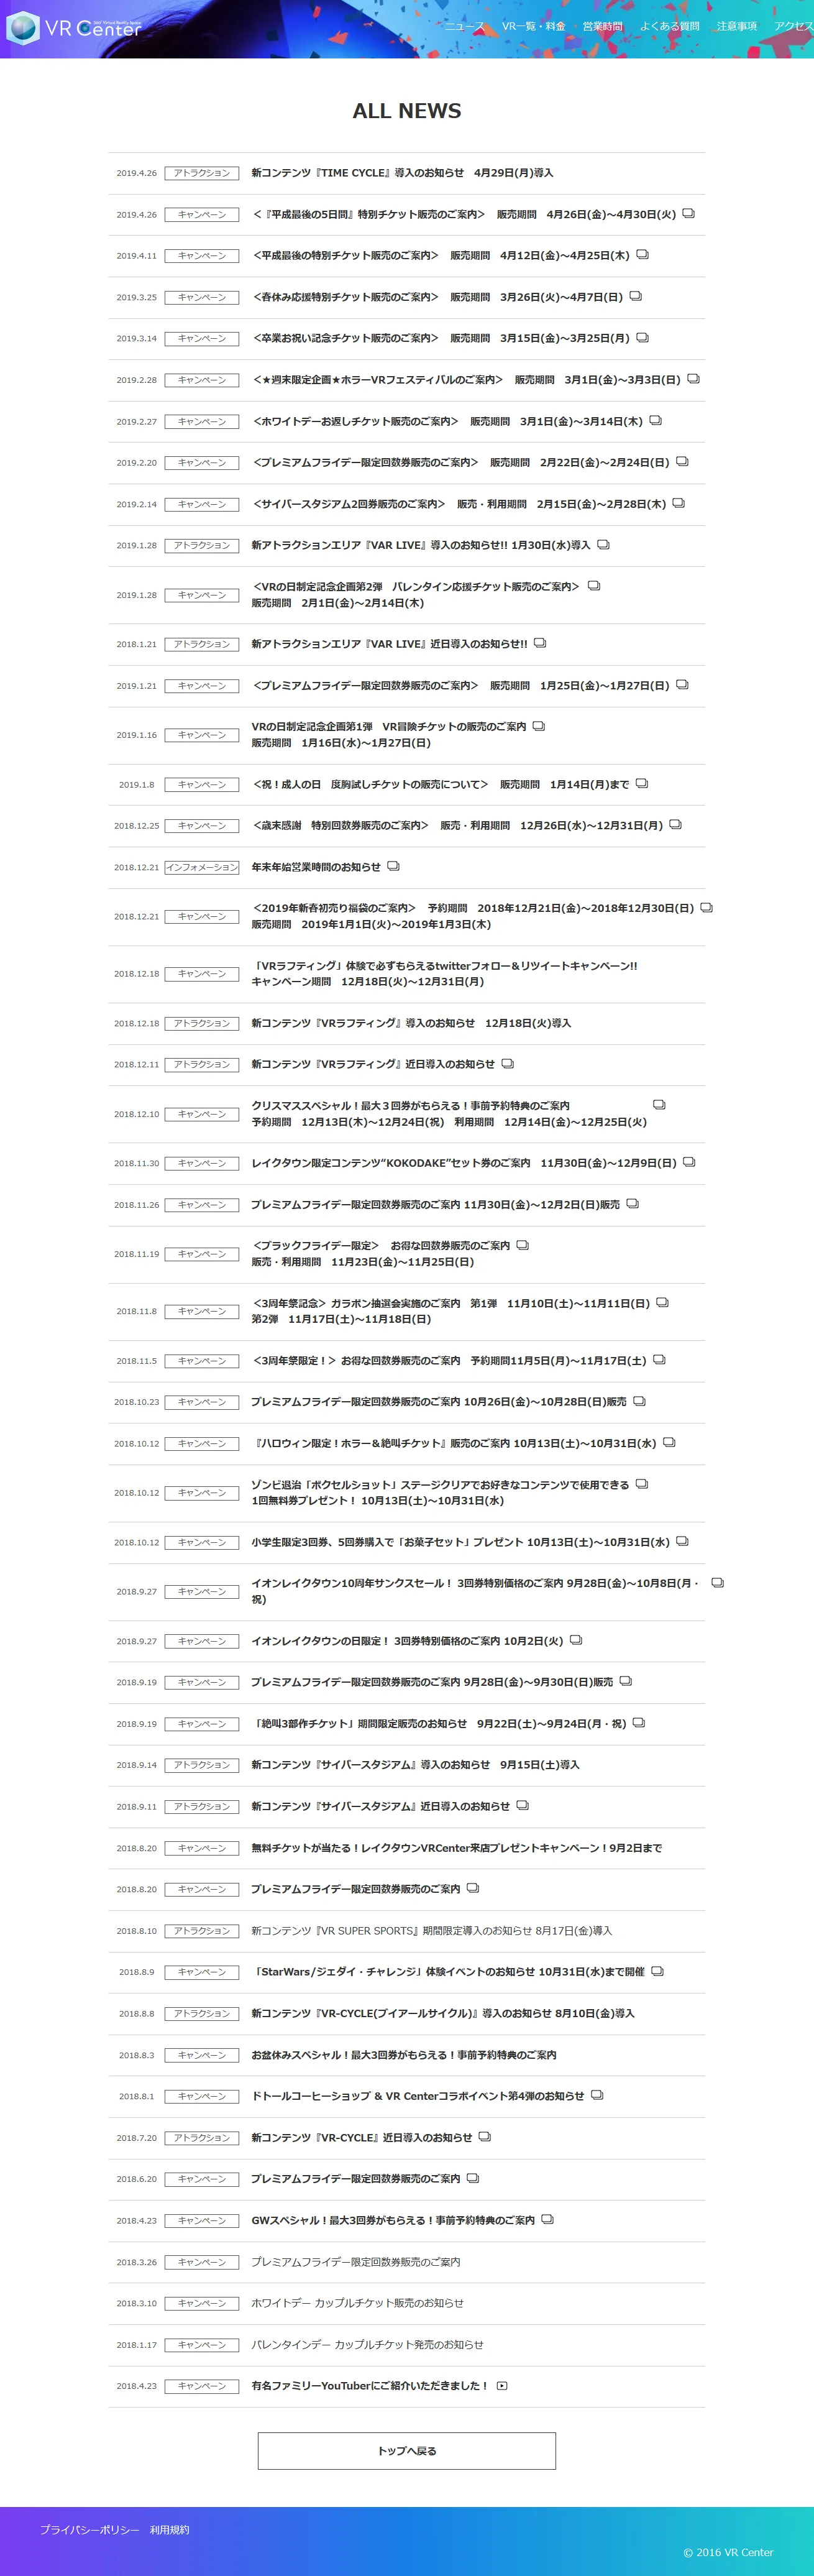 VR Center
ニュース VR一覧・料金 営業時間 よくある質問 注意事項 アクセス
ALL NEWS
2019.4.26 アトラクション 新コンテンツ『TIME CYCLE』導入のお知らせ　4月29日(月)導入
2019.4.26 キャンペーン ＜『平成最後の5日間』特別チケット販売のご案内＞　販売期間　4月26日(金)～4月30日(火)
2019.4.11 キャンペーン ＜平成最後の特別チケット販売のご案内＞　販売期間　4月12日(金)～4月25日(木)
2019.3.25 キャンペーン ＜春休み応援特別チケット販売のご案内＞　販売期間　3月26日(火)～4月7日(日)
2019.3.14 キャンペーン ＜卒業お祝い記念チケット販売のご案内＞　販売期間　3月15日(金)～3月25日(月)
2019.2.28 キャンペーン ＜★週末限定企画★ホラーVRフェスティバルのご案内＞　販売期間　3月1日(金)～3月3日(日)
2019.2.27 キャンペーン ＜ホワイトデーお返しチケット販売のご案内＞　販売期間　3月1日(金)～3月14日(木)
2019.2.20 キャンペーン ＜プレミアムフライデー限定回数券販売のご案内＞　販売期間　2月22日(金)～2月24日(日)
2019.2.14 キャンペーン ＜サイバースタジアム2回券販売のご案内＞　販売・利用期間　2月15日(金)～2月28日(木)
2019.1.28 アトラクション 新アトラクションエリア『VAR LIVE』導入のお知らせ!! 1月30日(水)導入
2019.1.28 キャンペーン ＜VRの日制定記念企画第2弾　バレンタイン応援チケット販売のご案内＞
販売期間　2月1日(金)～2月14日(木)
2018.1.21 アトラクション 新アトラクションエリア『VAR LIVE』近日導入のお知らせ!!
2019.1.21 キャンペーン ＜プレミアムフライデー限定回数券販売のご案内＞　販売期間　1月25日(金)～1月27日(日)
2019.1.16 キャンペーン VRの日制定記念企画第1弾　VR冒険チケットの販売のご案内
販売期間　1月16日(水)～1月27日(日)
2019.1.8 キャンペーン ＜祝！成人の日　度胸試しチケットの販売について＞　販売期間　1月14日(月)まで
2018.12.25 キャンペーン ＜歳末感謝　特別回数券販売のご案内＞　販売・利用期間　12月26日(水)～12月31日(月)
2018.12.21 インフォメーション 年末年始営業時間のお知らせ
2018.12.21 キャンペーン ＜2019年新春初売り福袋のご案内＞　予約期間　2018年12月21日(金)～2018年12月30日(日)
販売期間　2019年1月1日(火)～2019年1月3日(木)
2018.12.18 キャンペーン 「VRラフティング」体験で必ずもらえるtwitterフォロー＆リツイートキャンペーン!!
キャンペーン期間　12月18日(火)～12月31日(月)
2018.12.18 アトラクション 新コンテンツ『VRラフティング』導入のお知らせ　12月18日(火)導入
2018.12.11 アトラクション 新コンテンツ『VRラフティング』近日導入のお知らせ
2018.12.10 キャンペーン クリスマススペシャル！最大３回券がもらえる！事前予約特典のご案内
予約期間　12月13日(木)～12月24日(祝)　利用期間　12月14日(金)～12月25日(火)
2018.11.30 キャンペーン レイクタウン限定コンテンツ“KOKODAKE”セット券のご案内　11月30日(金)～12月9日(日)
2018.11.26 キャンペーン プレミアムフライデー限定回数券販売のご案内 11月30日(金)～12月2日(日)販売
2018.11.19 キャンペーン ＜ブラックフライデー限定＞　お得な回数券販売のご案内
販売・利用期間　11月23日(金)～11月25日(日)
2018.11.8 キャンペーン ＜3周年祭記念＞ ガラポン抽選会実施のご案内　第1弾　11月10日(土)～11月11日(日)
第2弾　11月17日(土)～11月18日(日)
2018.11.5 キャンペーン ＜3周年祭限定！＞ お得な回数券販売のご案内　予約期間11月5日(月)～11月17日(土)
2018.10.23 キャンペーン プレミアムフライデー限定回数券販売のご案内 10月26日(金)～10月28日(日)販売
2018.10.12 キャンペーン 『ハロウィン限定！ホラー＆絶叫チケット』販売のご案内 10月13日(土)～10月31日(水)
2018.10.12 キャンペーン ゾンビ退治「ボクセルショット」ステージクリアでお好きなコンテンツで使用できる
1回無料券プレゼント！ 10月13日(土)～10月31日(水)
2018.10.12 キャンペーン 小学生限定3回券、5回券購入で「お菓子セット」プレゼント 10月13日(土)～10月31日(水)
2018.9.27 キャンペーン イオンレイクタウン10周年サンクスセール！ 3回券特別価格のご案内 9月28日(金)～10月8日(月・
祝)
2018.9.27 キャンペーン イオンレイクタウンの日限定！ 3回券特別価格のご案内 10月2日(火)
2018.9.19 キャンペーン プレミアムフライデー限定回数券販売のご案内 9月28日(金)～9月30日(日)販売
2018.9.19 キャンペーン 「絶叫3部作チケット」期間限定販売のお知らせ　9月22日(土)～9月24日(月・祝)
2018.9.14 アトラクション 新コンテンツ『サイバースタジアム』導入のお知らせ　9月15日(土)導入
2018.9.11 アトラクション 新コンテンツ『サイバースタジアム』近日導入のお知らせ
2018.8.20 キャンペーン 無料チケットが当たる！レイクタウンVRCenter来店プレゼントキャンペーン！9月2日まで
2018.8.20 キャンペーン プレミアムフライデー限定回数券販売のご案内
2018.8.10 アトラクション 新コンテンツ『VR SUPER SPORTS』期間限定導入のお知らせ 8月17日(金)導入
2018.8.9 キャンペーン 「StarWars/ジェダイ・チャレンジ」体験イベントのお知らせ 10月31日(水)まで開催
2018.8.8 アトラクション 新コンテンツ『VR-CYCLE(ブイアールサイクル)』導入のお知らせ 8月10日(金)導入
2018.8.3 キャンペーン お盆休みスペシャル！最大3回券がもらえる！事前予約特典のご案内
2018.8.1 キャンペーン ドトールコーヒーショップ & VR Centerコラボイベント第4弾のお知らせ
2018.7.20 アトラクション 新コンテンツ『VR-CYCLE』近日導入のお知らせ
2018.6.20 キャンペーン プレミアムフライデー限定回数券販売のご案内
2018.4.23 キャンペーン GWスペシャル！最大3回券がもらえる！事前予約特典のご案内
2018.3.26 キャンペーン プレミアムフライデー限定回数券販売のご案内
2018.3.10 キャンペーン ホワイトデー カップルチケット販売のお知らせ
2018.1.17 キャンペーン バレンタインデー カップルチケット発売のお知らせ
2018.4.23 キャンペーン 有名ファミリーYouTuberにご紹介いただきました！
トップへ戻る
プライバシーポリシー 利用規約
© 2016 VR Center